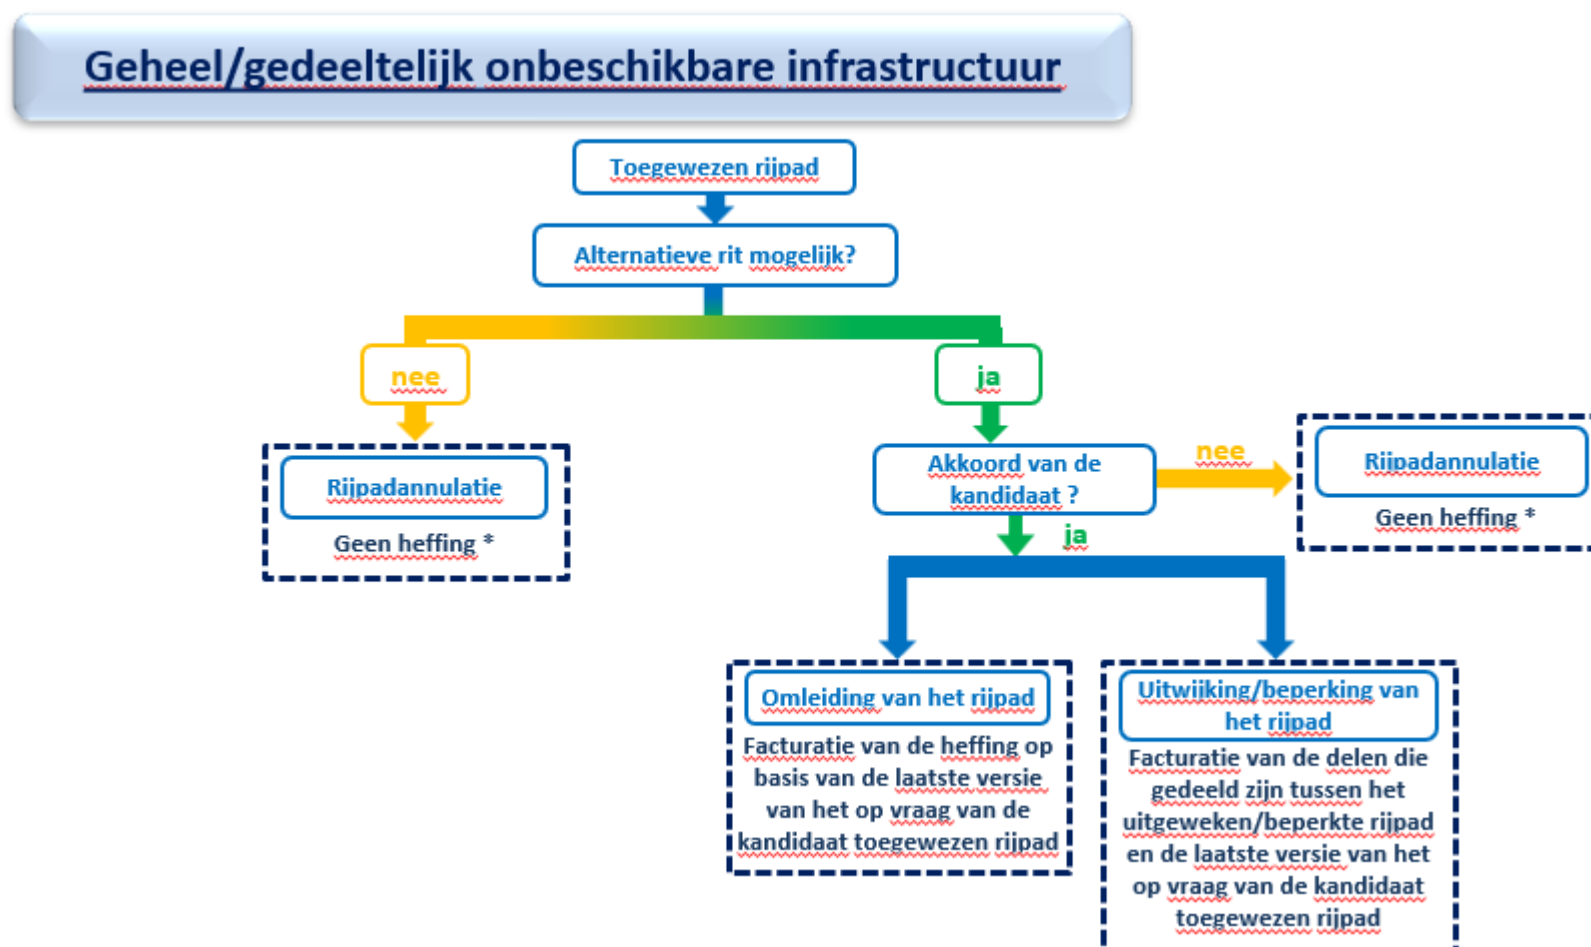 Geheel/gedeeltelijk onbeschikbare infrastructuur
Toegewezen rijpad
Alternatieve rit mogelijk?
nee
ja
Rijpadannulatie
Geen heffing *
Akkoord van de
kandidaat ?
nee
Rijpadannulatie
Geen heffing *
ja
Omleiding van het rijpad
Facturatie van de heffing op
basis van de laatste versie
van het op vraag van de
kandidaat toegewezen rijpad
Uitwijking/beperking van
het rijpad
Facturatie van de delen die
gedeeld zijn tussen het
uitgeweken/beperkte rijpad
en de laatste versie van het
op vraag van de kandidaat
toegewezen rijpad